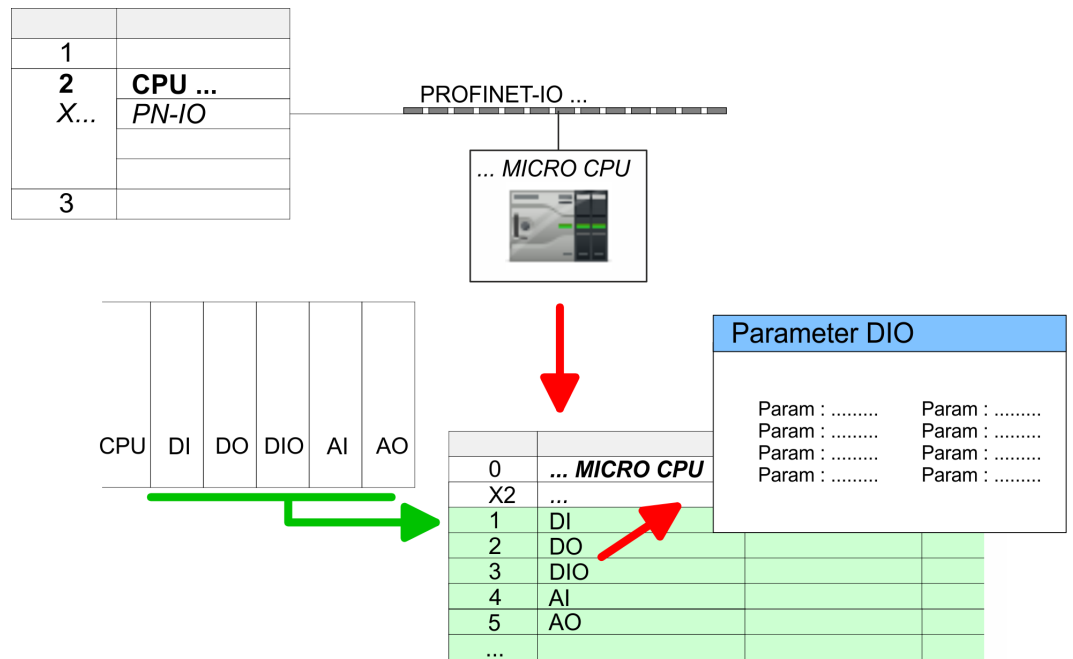 1
2 CPU ...
X... PN-IO
3
PROFINET-IO ...
... MICRO CPU
CPU DI DO DIO AI AO
Parameter DIO
Param : ......... Param : .........
Param : ......... Param : .........
Param : ......... Param : .........
Param : ......... Param : .........
0 ... MICRO CPU
X2 ...
1 DI
2 DO
3 DIO
4 AI
5 AO
...